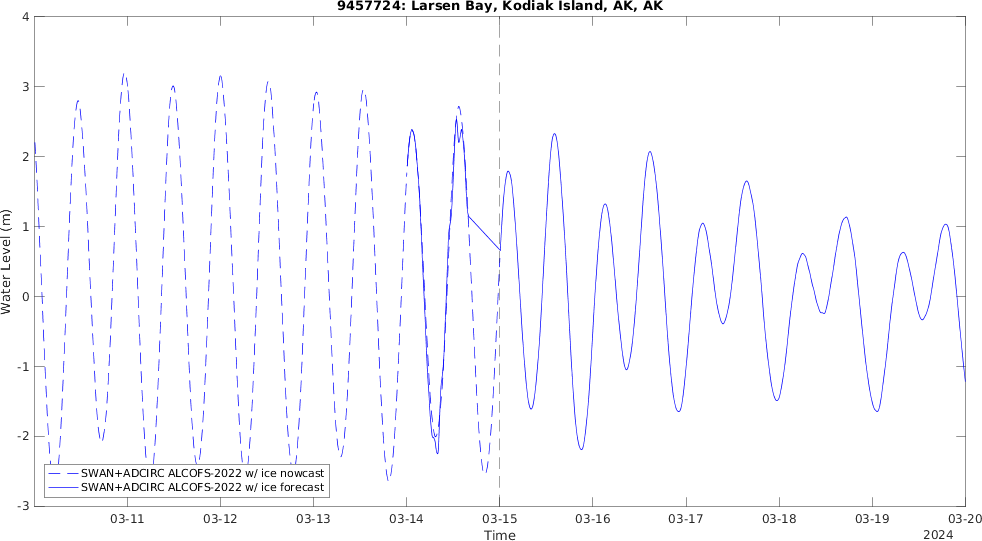 9457724: Larsen Bay, Kodiak Island, AK, AK
4
3
2
1
0
-1
-2
-3
Water Level (m)
SWAN+ADCIRC ALCOFS-2022 w/ ice nowcast
SWAN+ADCIRC ALCOFS-2022 w/ ice forecast
03-11 03-12 03-13 03-14 03-15 03-16 03-17 03-18 03-19 03-20
Time
2024